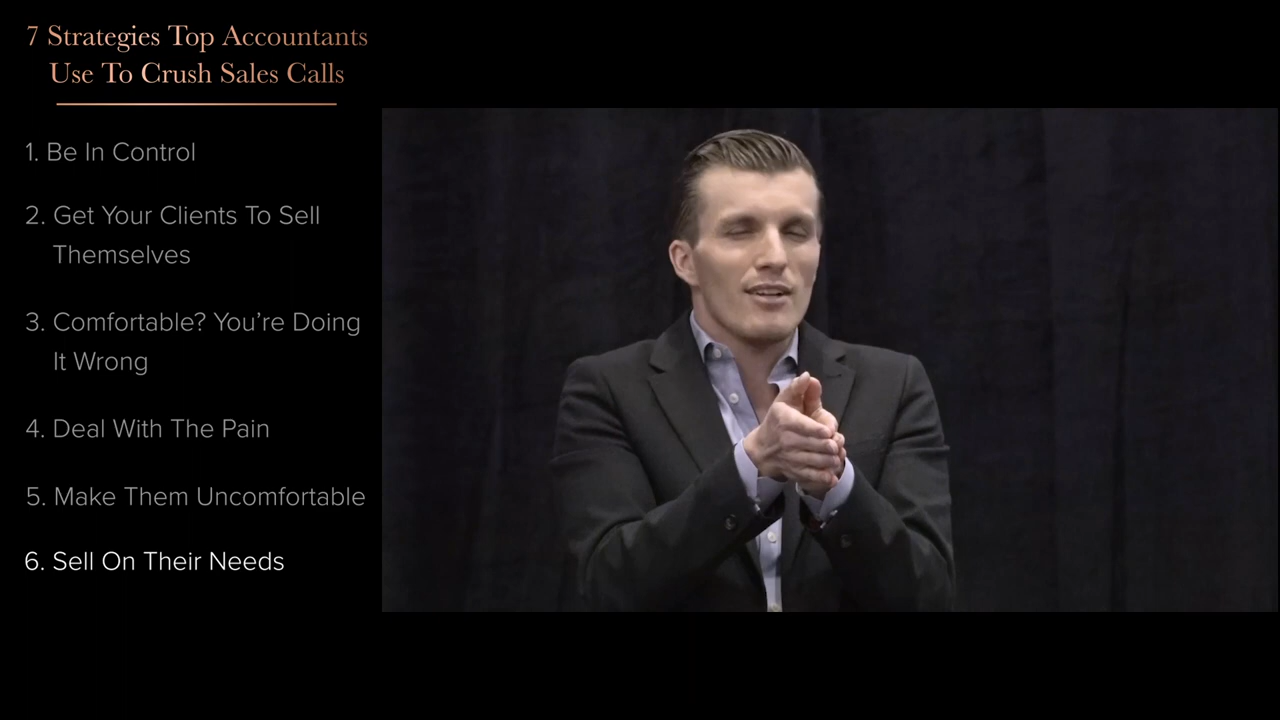 7 Strategies Top Accountants
Use To Crush Sales Calls
1. Be In Control
2. Get Your Clients To Sell
Themselves
3. Comfortable? You’re Doing
It Wrong
4. Deal With The Pain
5. Make Them Uncomfortable
6. Sell On Their Needs